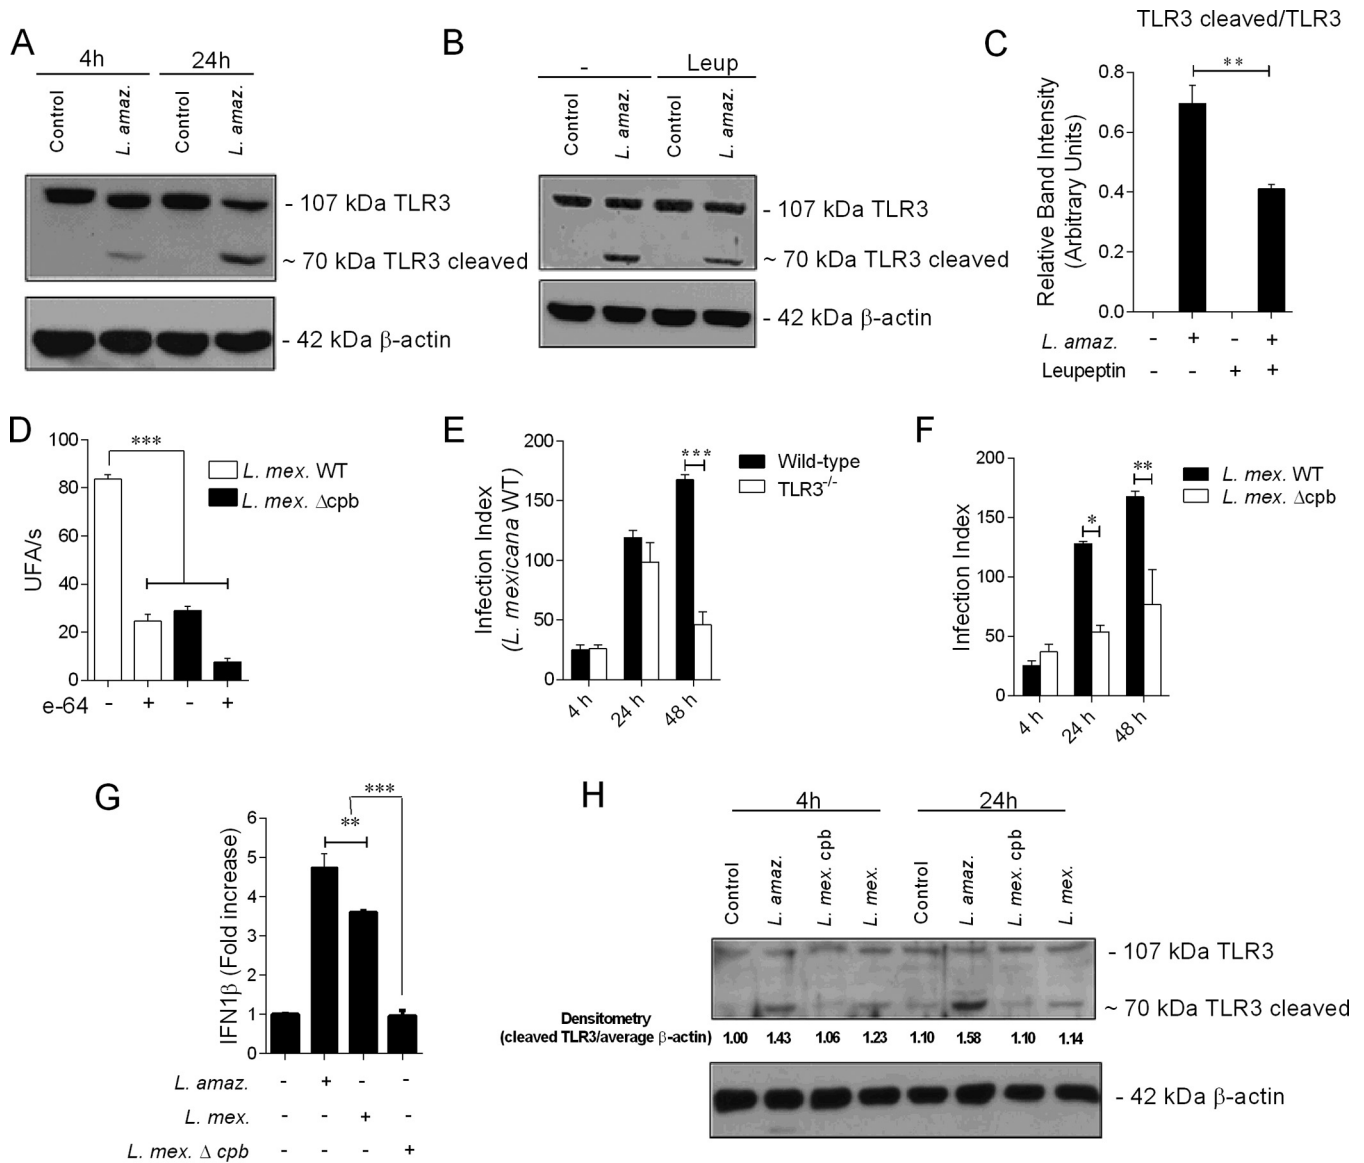 A
4h
24h
Control
L. amaz.
Control
L. amaz.
- 107 kDa TLR3
~ 70 kDa TLR3 cleaved
- 42 kDa β-actin
B
-
Leup
Control
L. amaz.
Control
L. amaz.
- 107 kDa TLR3
~ 70 kDa TLR3 cleaved
- 42 kDa β-actin
C
TLR3 cleaved/TLR3
Relative Band Intensity
(Arbitrary Units)
0.8
0.6
0.4
0.2
0.0
**
L. amaz. - + - +
Leupeptin - - + +
D
UFA/s
100
80
60
40
20
0
***
L. mex. WT
L. mex. Δcpb
e-64 - + - +
E
Infection Index
(L. mexicana WT)
200
150
100
50
0
***
Wild-type
TLR3-/-
4 h
24 h
48 h
F
Infection Index
200
150
100
50
0
*
**
L. mex. WT
L. mex. Δcpb
4 h
24 h
48 h
G
IFN1β (Fold increase)
6
5
4
3
2
1
0
***
**
L. amaz. - + - -
L. mex. - - + -
L. mex. Δ cpb - - - +
H
4h
24h
Control
L. amaz.
L. mex. cpb
L. mex.
Control
L. amaz.
L. mex. cpb
L. mex.
- 107 kDa TLR3
~ 70 kDa TLR3 cleaved
Densitometry
(cleaved TLR3/average β-actin) 1.00 1.43 1.06 1.23 1.10 1.58 1.10 1.14
- 42 kDa β-actin